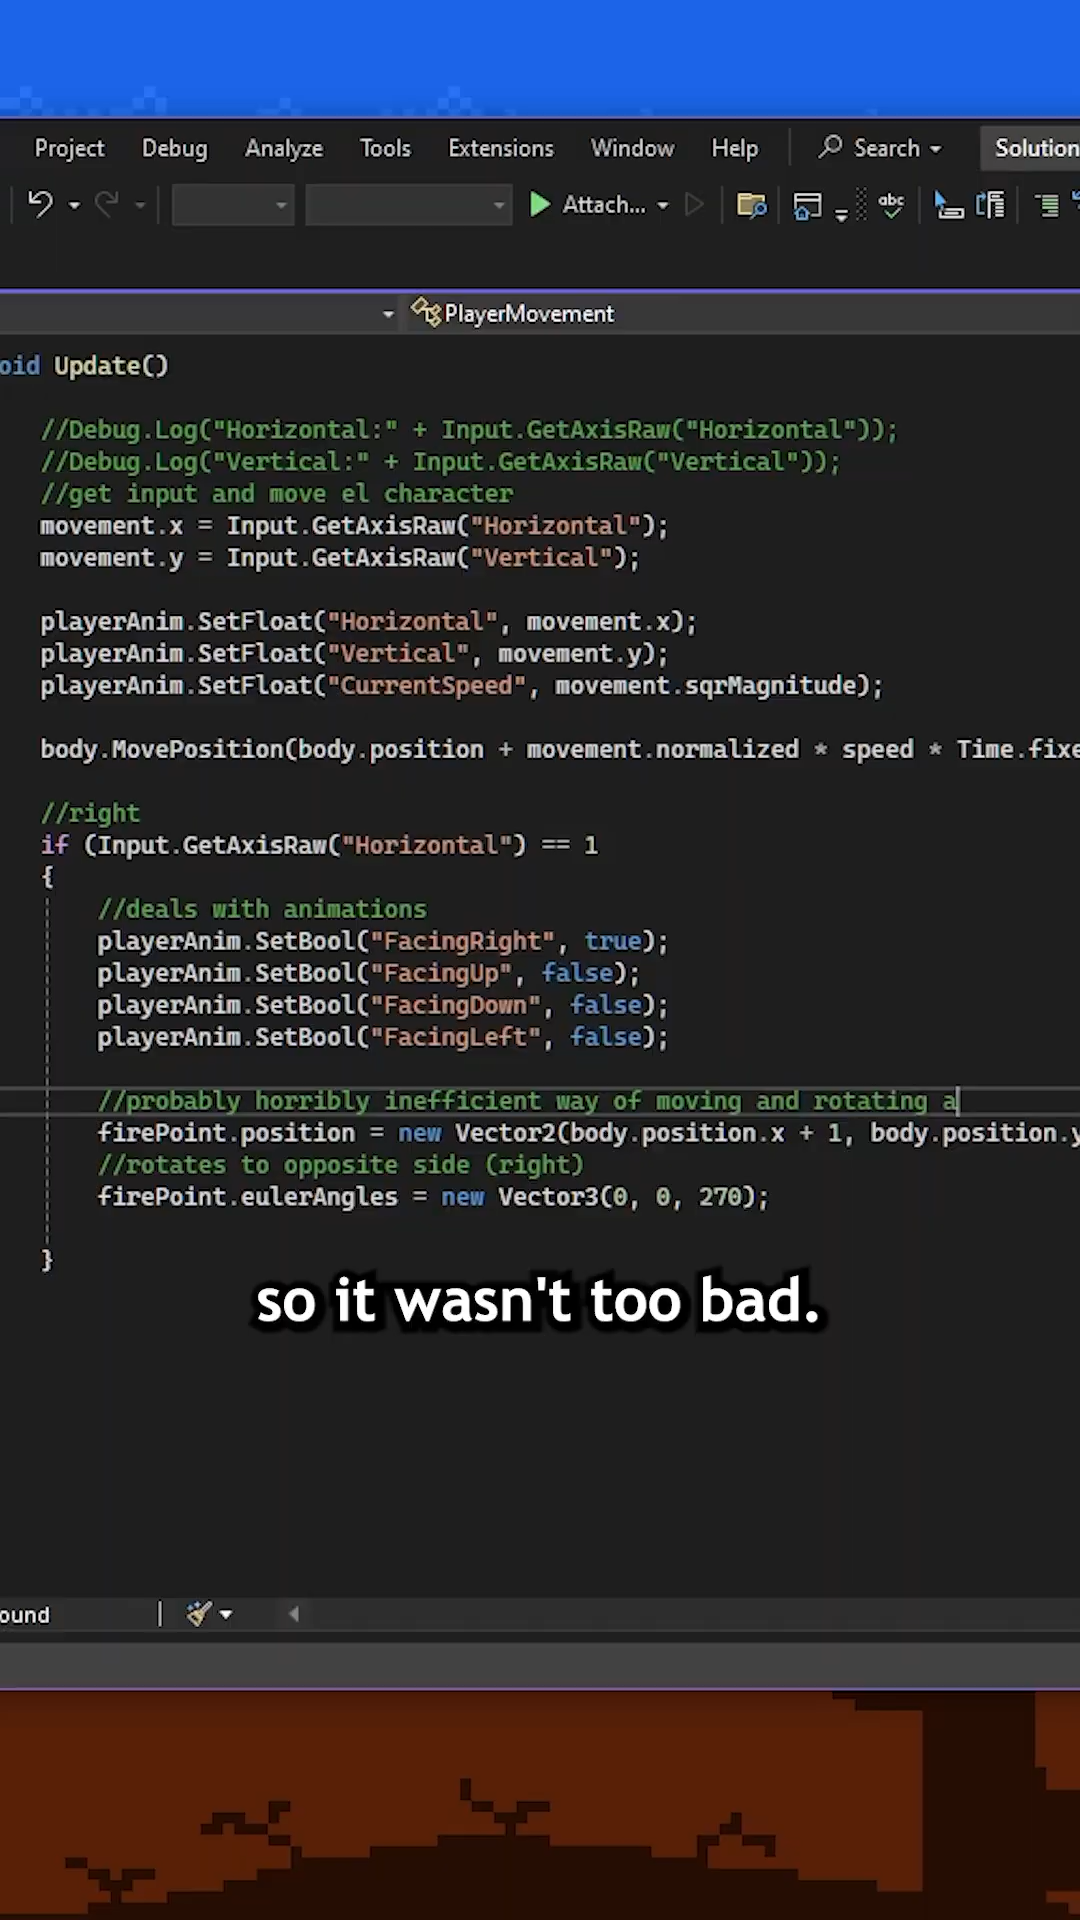 Project Debug Analyze Tools Extensions Window Help Search Solution
Attach... abc
PlayerMovement
oid Update()
//Debug.Log("Horizontal:" + Input.GetAxisRaw("Horizontal"));
//Debug.Log("Vertical:" + Input.GetAxisRaw("Vertical"));
//get input and move el character
movement.x = Input.GetAxisRaw("Horizontal");
movement.y = Input.GetAxisRaw("Vertical");
playerAnim.SetFloat("Horizontal", movement.x);
playerAnim.SetFloat("Vertical", movement.y);
playerAnim.SetFloat("CurrentSpeed", movement.sqrMagnitude);
body.MovePosition(body.position + movement.normalized * speed * Time.fixe
//right
if (Input.GetAxisRaw("Horizontal") == 1
{
//deals with animations
playerAnim.SetBool("FacingRight", true);
playerAnim.SetBool("FacingUp", false);
playerAnim.SetBool("FacingDown", false);
playerAnim.SetBool("FacingLeft", false);
//probably horribly inefficient way of moving and rotating a
firePoint.position = new Vector2(body.position.x + 1, body.position.y
//rotates to opposite side (right)
firePoint.eulerAngles = new Vector3(0, 0, 270);
}
so it wasn't too bad.
ound